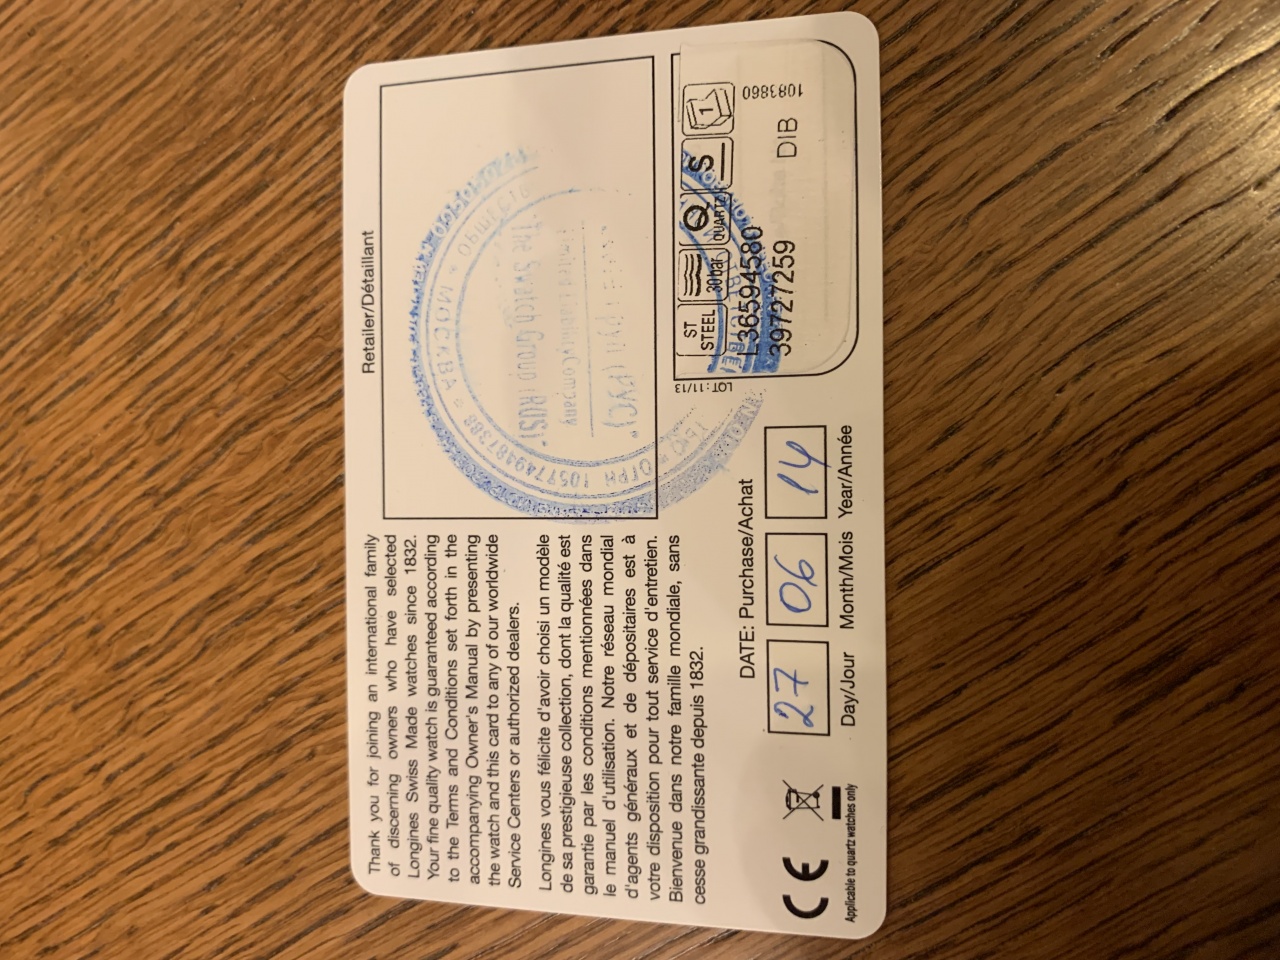 Thank you for joining an international family
of discerning owners who have selected
Longines Swiss Made watches since 1832.
Your fine quality watch is guaranteed according
to the Terms and Conditions set forth in the
accompanying Owner's Manual by presenting
the watch and this card to any of our worldwide
Service Centers or authorized dealers.
Longines vous félicite d'avoir choisi un modèle
de sa prestigieuse collection, dont la qualité est
garantie par les conditions mentionnées dans
le manuel d'utilisation. Notre réseau mondial
d'agents généraux et de dépositaires est à
votre disposition pour tout service d'entretien.
Bienvenue dans notre famille mondiale, sans
cesse grandissante depuis 1832.
Retailer/Détaillant
МОСКВА
ОГРН 1057749487388
The Swatch Group (RUS)"
Limited Liability Company
(РУС)"
DATE: Purchase/Achat
27 06 14
Day/Jour Month/Mois Year/Année
CE
Applicable to quartz watches only
LOT: 11/13
ST
STEEL
30 bar
Q
QUARTZ
S
1
L36594580
39727259
DIB
1083860